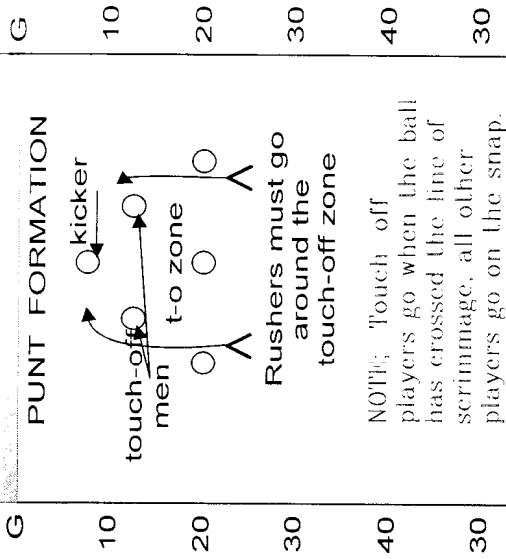 G
10
20
30
40
30
PUNT FORMATION
kicker
touch-off
men
t-o zone
Rushers must go
around the
touch-off zone
NOTE: Touch off
players go when the ball
has crossed the line of
scrimmage, all other
players go on the snap.
G
10
20
30
40
30